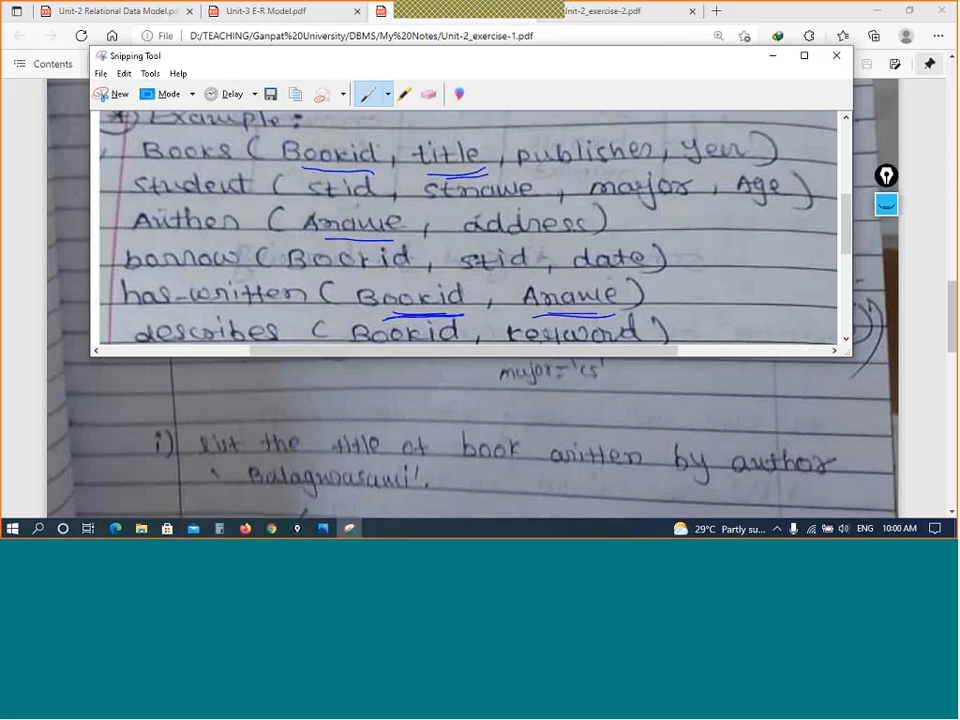 Unit-2 Relational Data Model.pd
Unit-3 E-R Model.pdf
Unit-2_exercise-2.pdf
File
D:/TEACHING/Ganpat%20University/DBMS/My%20Notes/Unit-2_exercise-1.pdf
Contents
Snipping Tool
File Edit Tools Help
New Mode Delay
Example:
Books ( Bookid, title, publisher, year)
student ( stid, stname, major, Age)
Auther ( Aname, address)
borrow ( Bookid, stid, date)
has-written ( Bookid, Aname)
describes ( Bookid, keyword)
major='cs'
i) list the title of book written by author
'Balagurusami'.
29°C Partly su...
ENG
10:00 AM